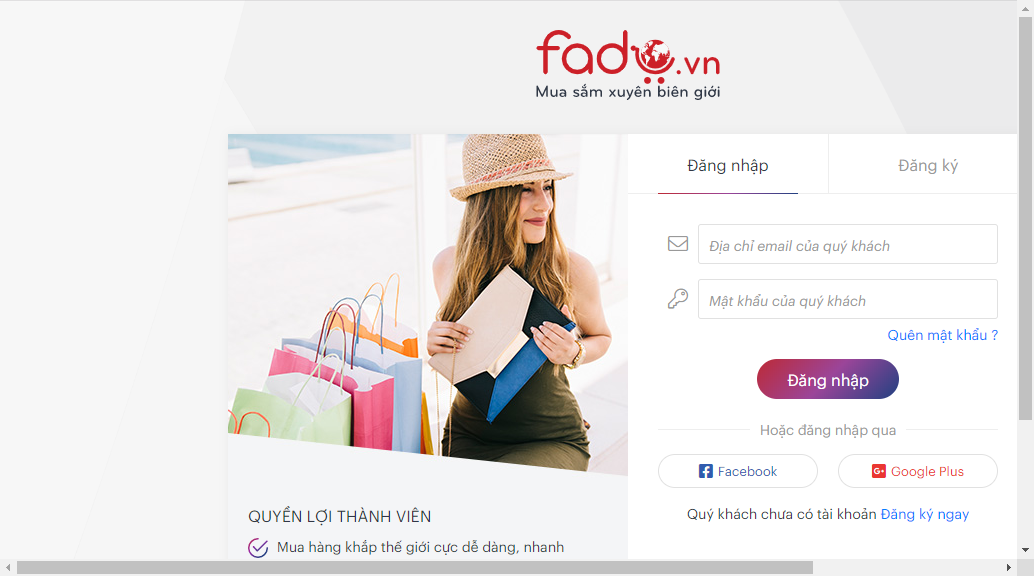 fado.vn
Mua sắm xuyên biên giới
Đăng nhập
Đăng ký
Địa chỉ email của quý khách
Mật khẩu của quý khách
Quên mật khẩu ?
Đăng nhập
Hoặc đăng nhập qua
Facebook
Google Plus
Quý khách chưa có tài khoản Đăng ký ngay
QUYỀN LỢI THÀNH VIÊN
Mua hàng khắp thế giới cực dễ dàng, nhanh